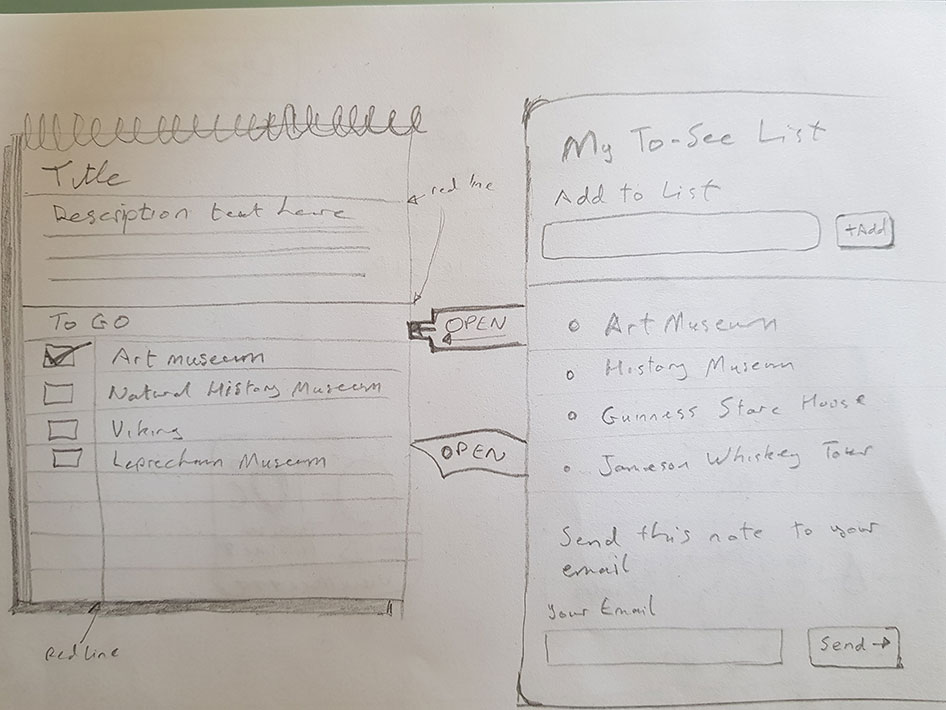 Title
red line
Description text here
TO GO
Art museum
Natural History Museum
Viking
Leprechaun Museum
red line
OPEN
OPEN
My To-See List
Add to List
+Add
Art Museum
History Museum
Guinness Store House
Jameson Whiskey Tour
Send this note to your
email
Your Email
Send →